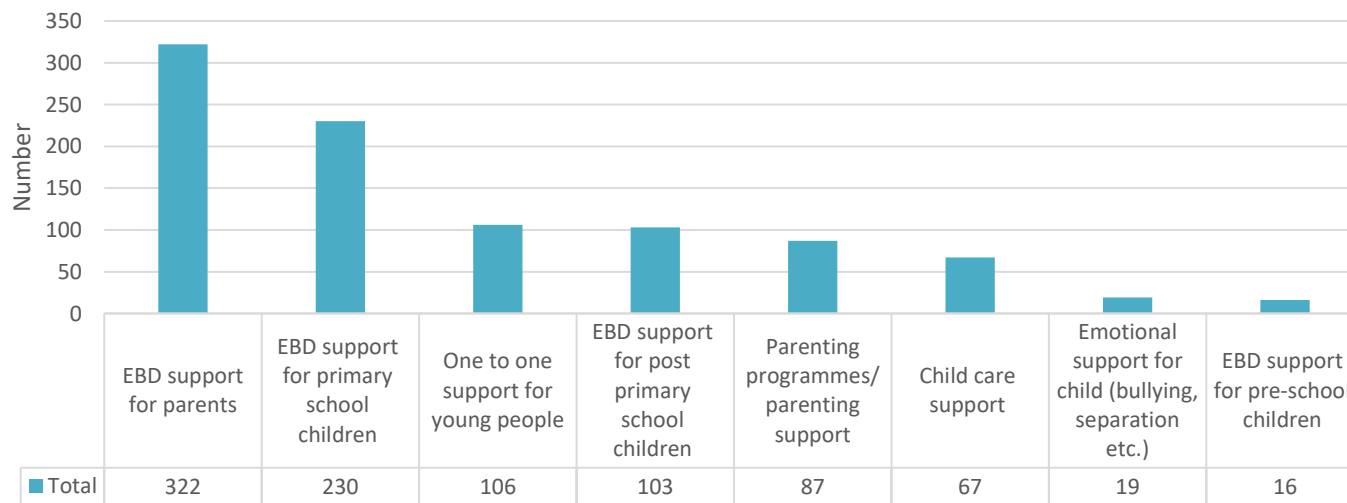 350
300
250
200
150
100
50
0
Number
EBD support
for parents
EBD support
for primary
school
children
One to one
support for
young people
EBD support
for post
primary
school children
Parenting
programmes/
parenting
support
Child care
support
Emotional
support for
child (bullying,
separation
etc.)
EBD support
for pre-school
children
Total 322 230 106 103 87 67 19 16